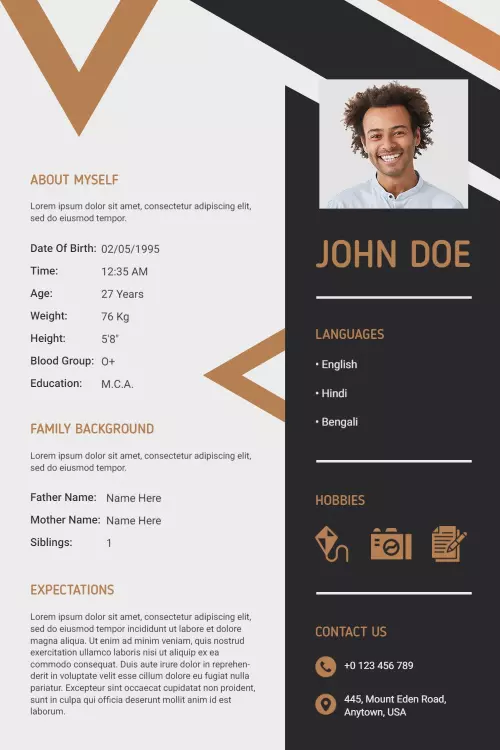 ABOUT MYSELF
Lorem ipsum dolor sit amet, consectetur adipiscing elit,
sed do eiusmod tempor.
Date Of Birth: 02/05/1995
Time: 12:35 AM
Age: 27 Years
Weight: 76 Kg
Height: 5'8"
Blood Group: O+
Education: M.C.A.
FAMILY BACKGROUND
Lorem ipsum dolor sit amet, consectetur adipiscing elit,
sed do eiusmod tempor.
Father Name: Name Here
Mother Name: Name Here
Siblings: 1
EXPECTATIONS
Lorem ipsum dolor sit amet, consectetur adipiscing elit,
sed do eiusmod tempor incididunt ut labore et dolore
magna aliqua. Ut enim ad minim veniam, quis nostrud
exercitation ullamco laboris nisi ut aliquip ex ea
commodo consequat. Duis aute irure dolor in reprehen-
derit in voluptate velit esse cillum dolore eu fugiat nulla
pariatur. Excepteur sint occaecat cupidatat non proident,
sunt in culpa qui officia deserunt mollit anim id est
laborum.
JOHN DOE
LANGUAGES
• English
• Hindi
• Bengali
HOBBIES
CONTACT US
+0 123 456 789
445, Mount Eden Road,
Anytown, USA